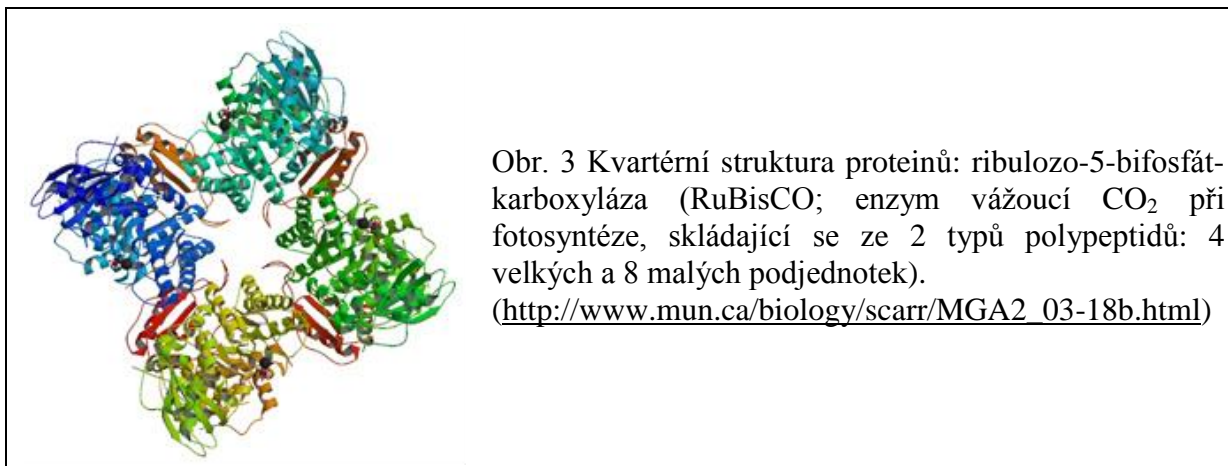 Obr. 3 Kvartérní struktura proteinů: ribulozo-5-bifosfát-
karboxyláza (RuBisCO; enzym vážoucí CO₂ při
fotosyntéze, skládající se ze 2 typů polypeptidů: 4
velkých a 8 malých podjednotek).
(http://www.mun.ca/biology/scarr/MGA2_03-18b.html)